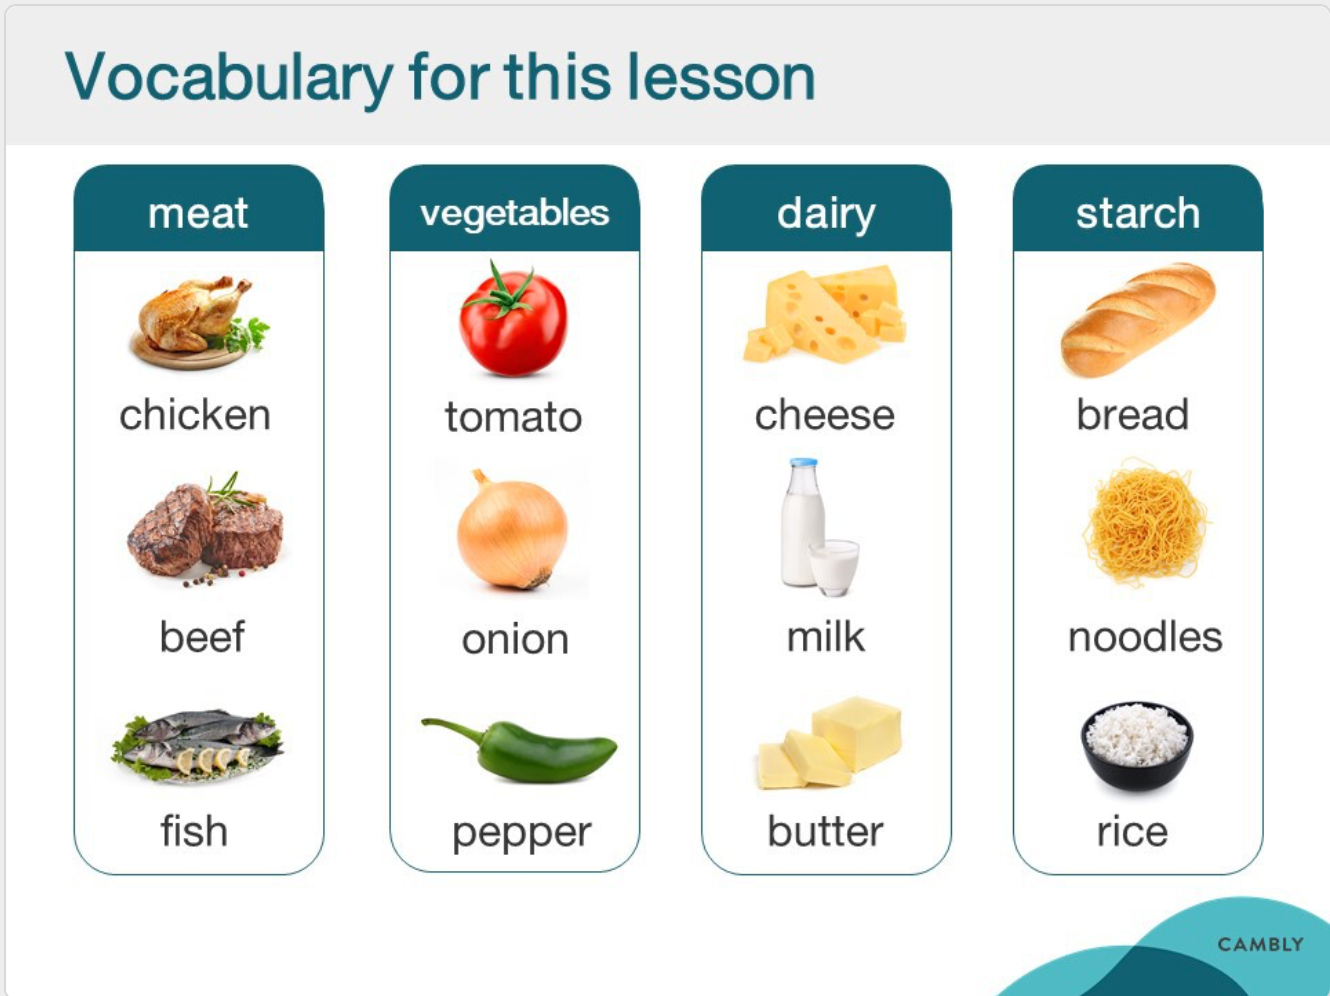 Vocabulary for this lesson
meat
chicken
beef
fish
vegetables
tomato
onion
pepper
dairy
cheese
milk
butter
starch
bread
noodles
rice
CAMBLY